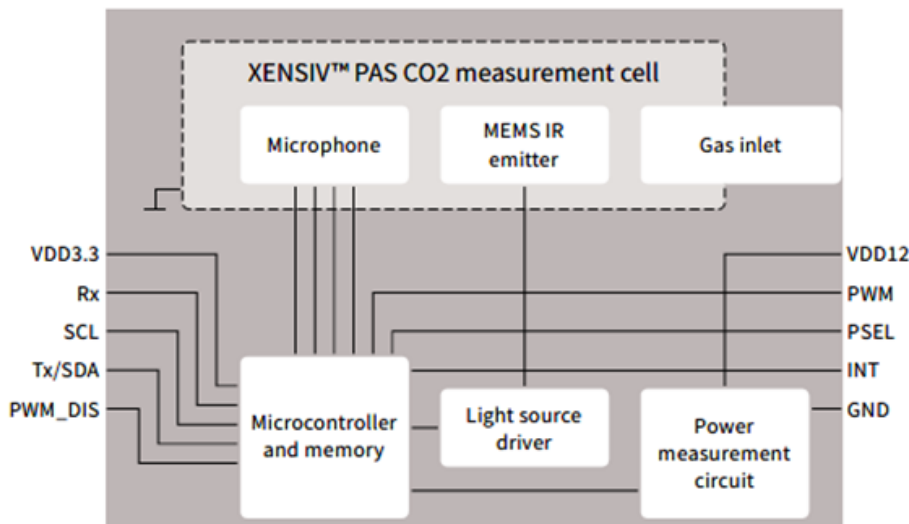 XENSIV™ PAS CO2 measurement cell
Microphone
MEMS IR
emitter
Gas inlet
VDD3.3
Rx
SCL
Tx/SDA
PWM_DIS
VDD12
PWM
PSEL
INT
GND
Microcontroller
and memory
Light source
driver
Power
measurement
circuit